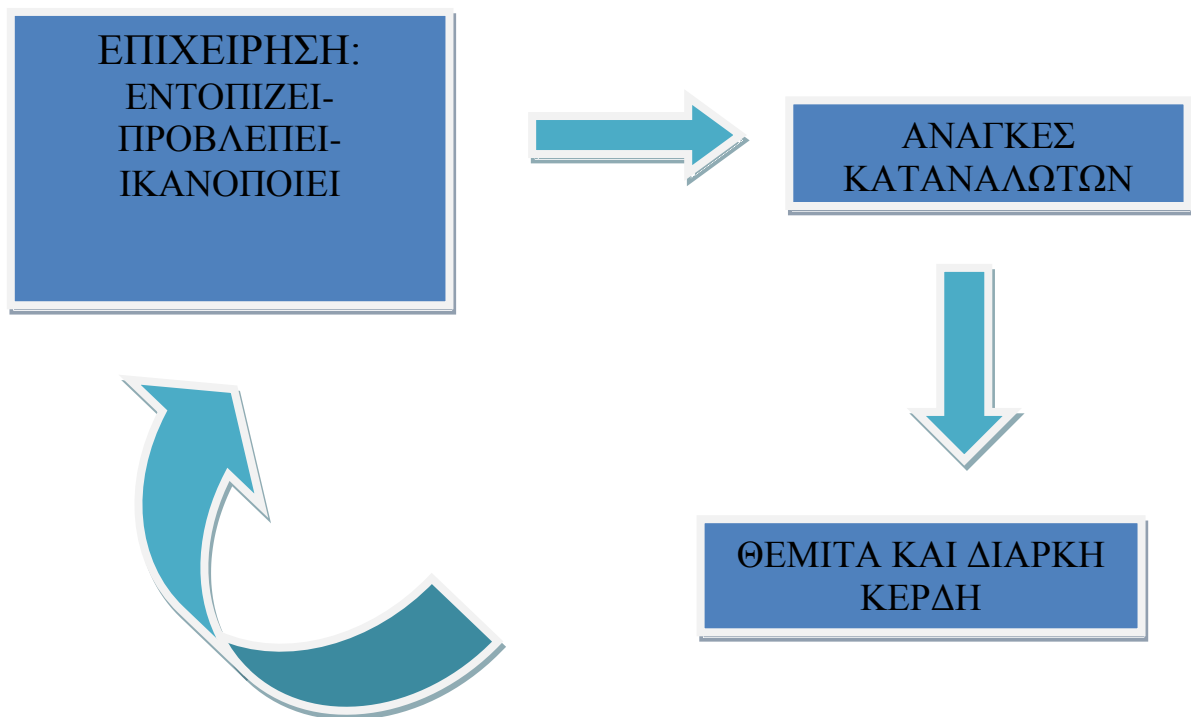 ΕΠΙΧΕΙΡΗΣΗ:
ΕΝΤΟΠΙΖΕΙ-
ΠΡΟΒΛΕΠΕΙ-
ΙΚΑΝΟΠΟΙΕΙ
ΑΝΑΓΚΕΣ
ΚΑΤΑΝΑΛΩΤΩΝ
ΘΕΜΙΤΑ ΚΑΙ ΔΙΑΡΚΗ
ΚΕΡΔΗ